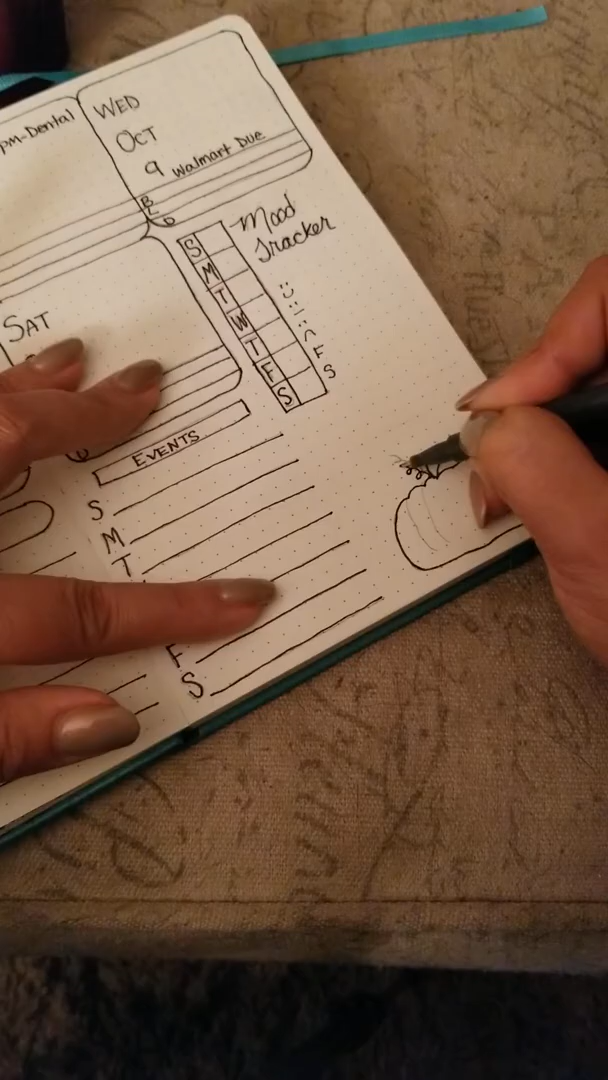 pm-Dental
WED
OCT
9 Walmart Due
B
L
D
Mood
Tracker
S
M
T
W
T
F
S
:) :| :(
F
S
SAT
EVENTS
S
M
T
F
S